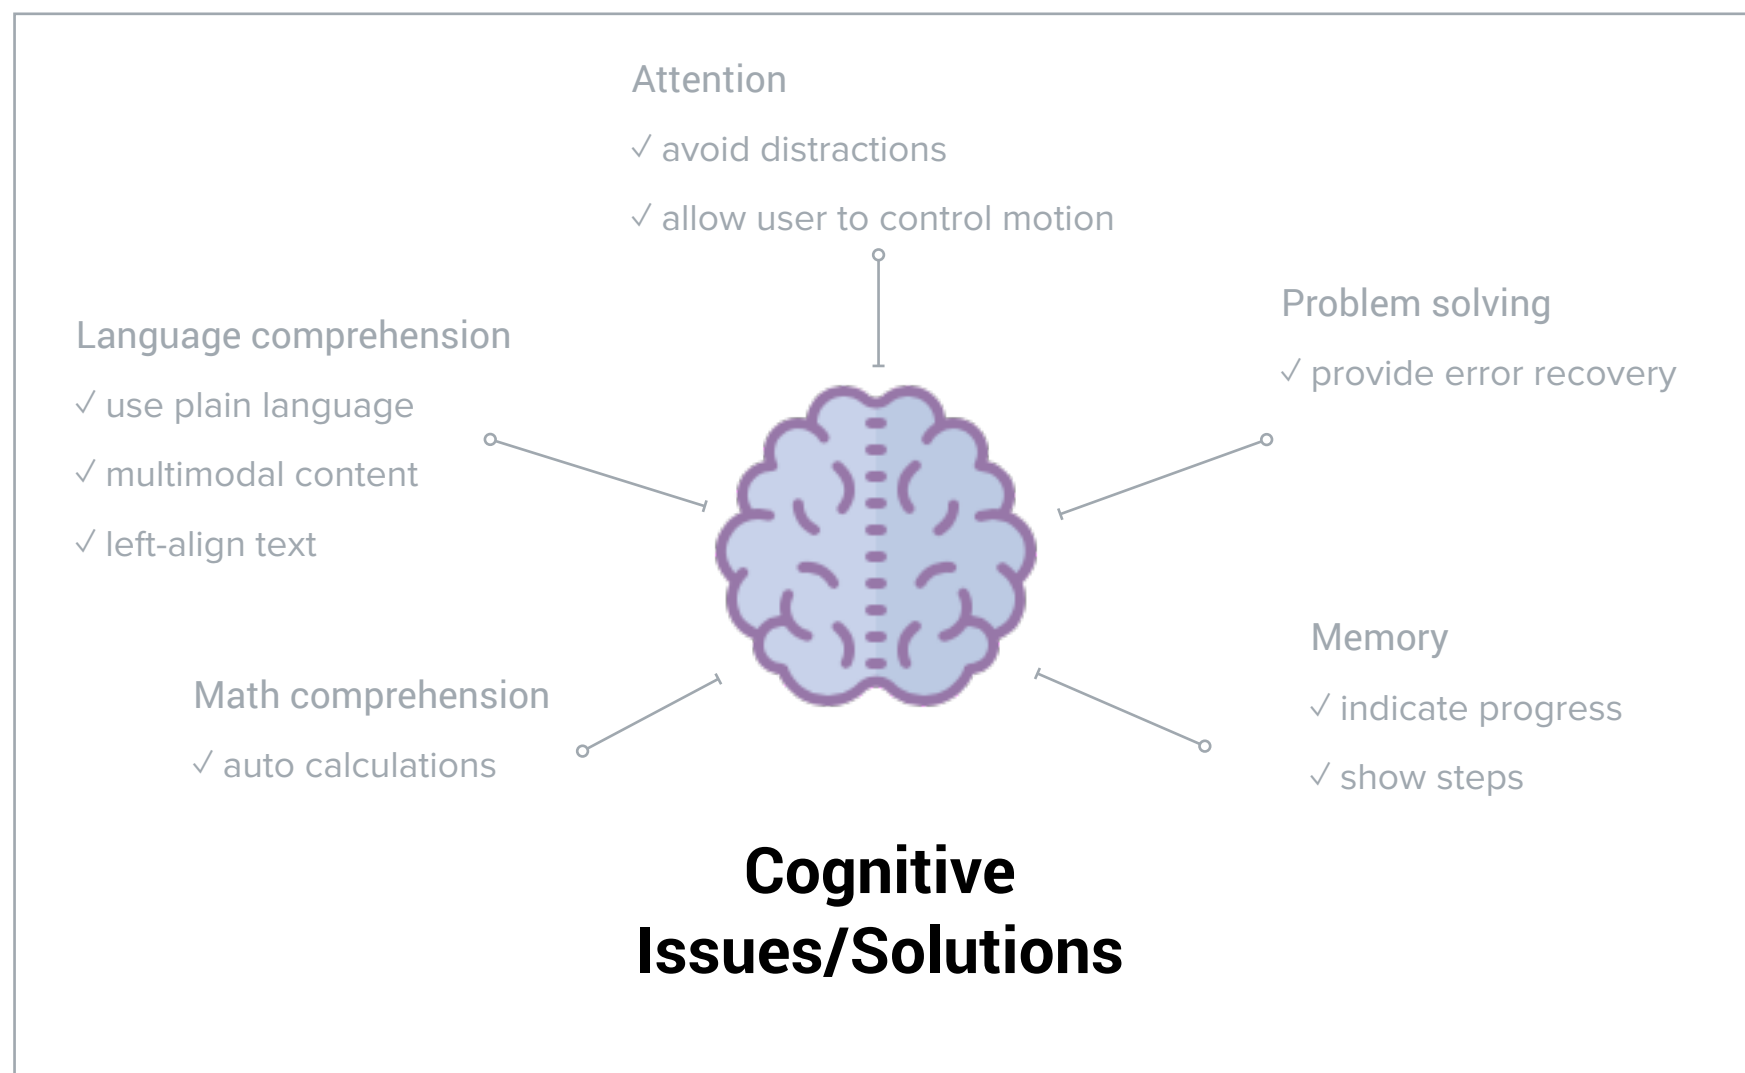 Attention
✓ avoid distractions
✓ allow user to control motion
Language comprehension
✓ use plain language
✓ multimodal content
✓ left-align text
Problem solving
✓ provide error recovery
Math comprehension
✓ auto calculations
Memory
✓ indicate progress
✓ show steps
Cognitive
Issues/Solutions